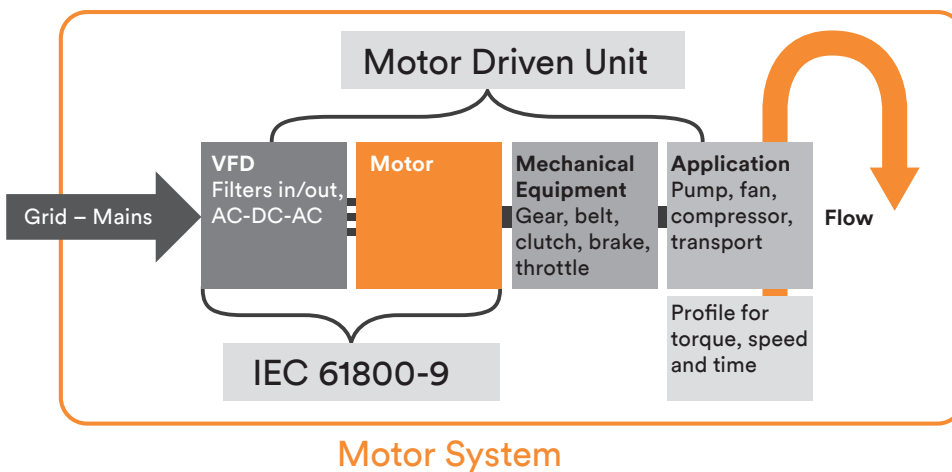 Motor Driven Unit
Grid – Mains
VFD
Filters in/out,
AC-DC-AC
Motor
Mechanical
Equipment
Gear, belt,
clutch, brake,
throttle
Application
Pump, fan,
compressor,
transport
Flow
Profile for
torque, speed
and time
IEC 61800-9
Motor System